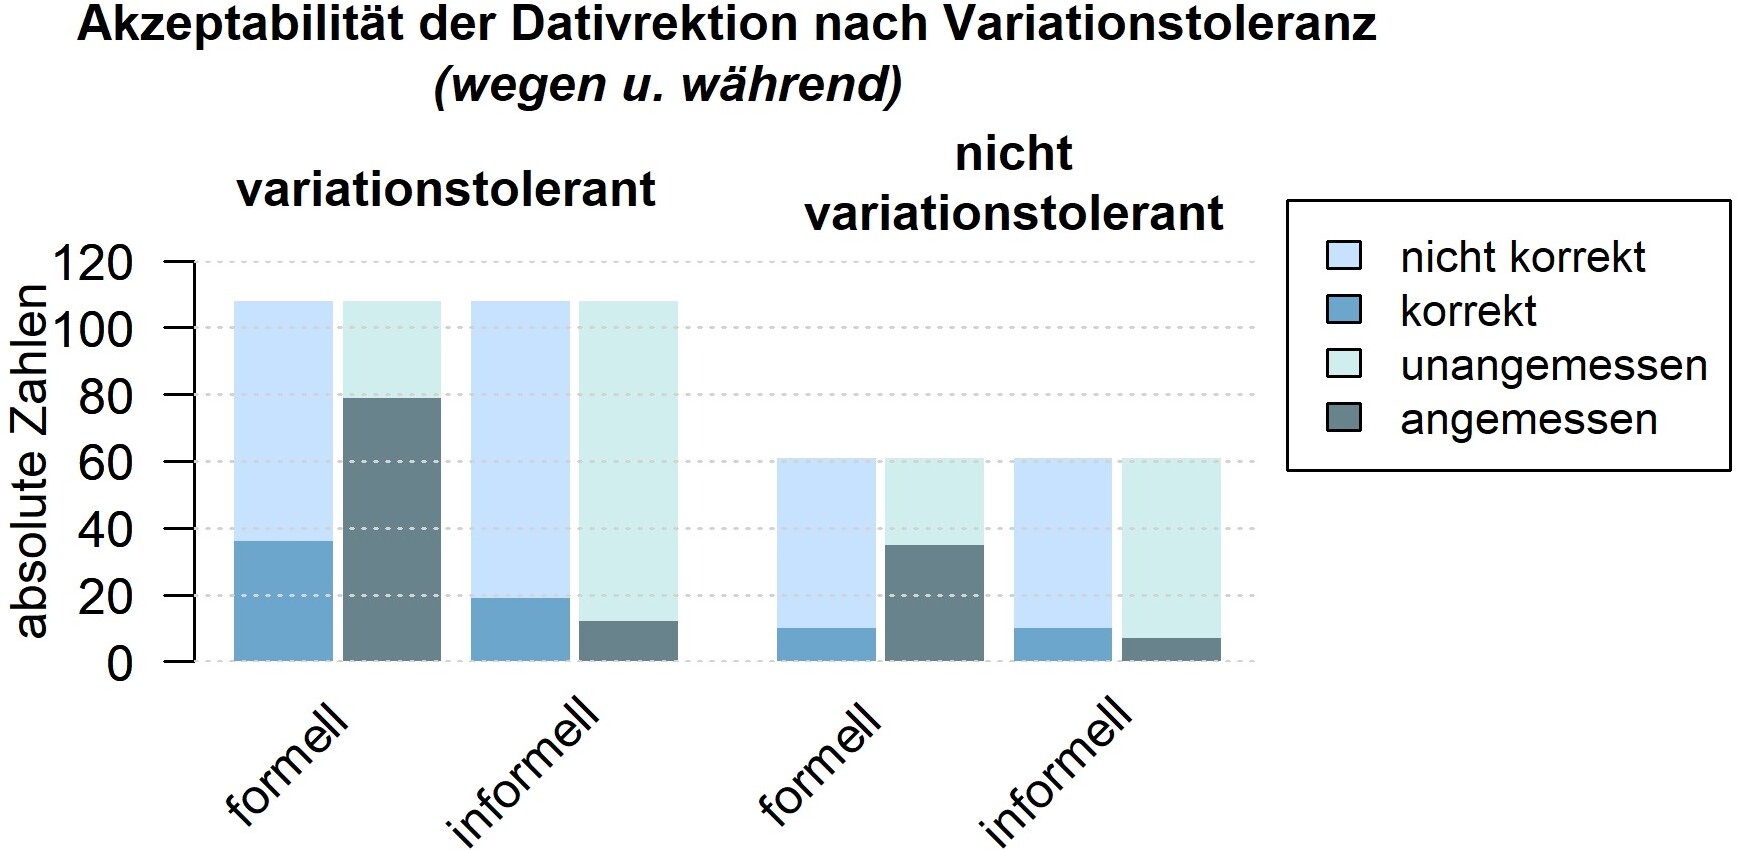 Akzeptabilität der Dativrektion nach Variationstoleranz
(wegen u. während)
variationstolerant
nicht
variationstolerant
absolute Zahlen
120
100
80
60
40
20
0
formell
informell
formell
informell
nicht korrekt
korrekt
unangemessen
angemessen